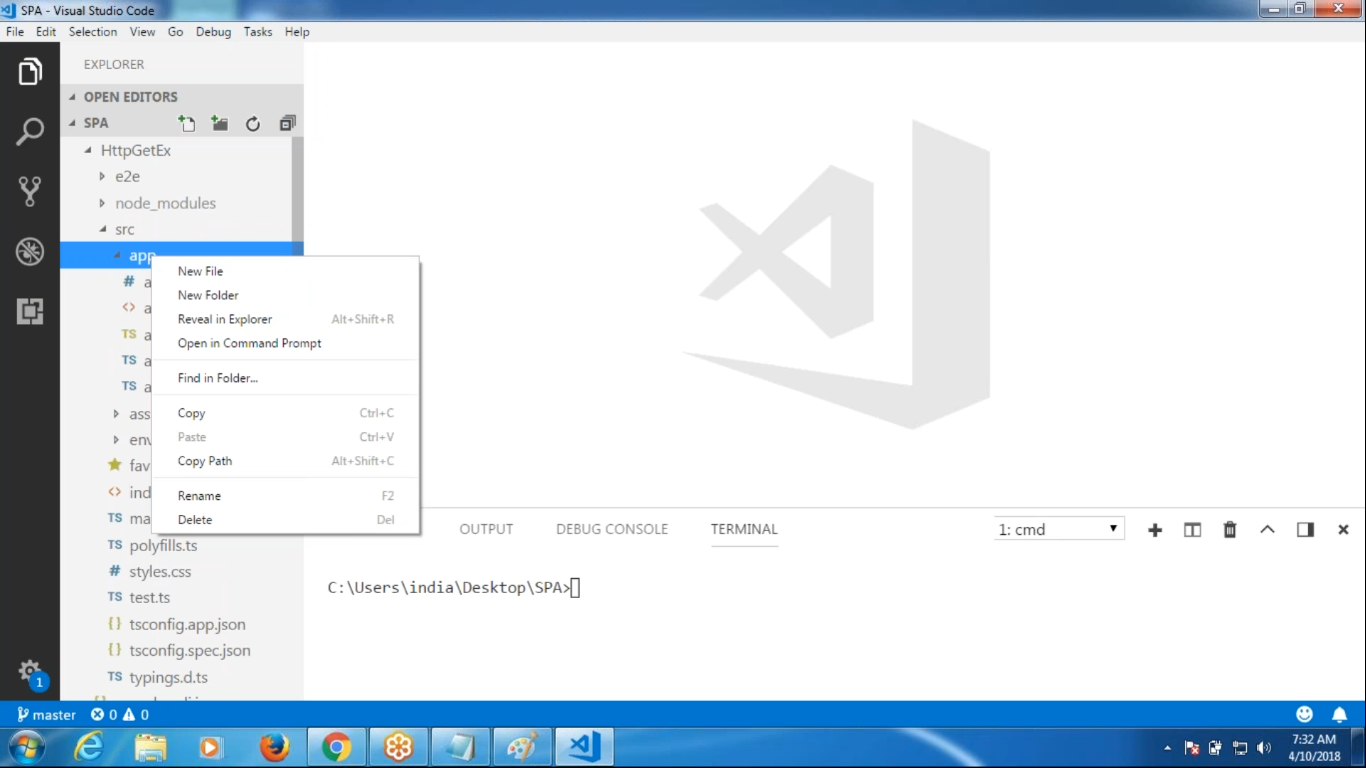 SPA - Visual Studio Code
File Edit Selection View Go Debug Tasks Help
EXPLORER
OPEN EDITORS
SPA
HttpGetEx
e2e
node_modules
src
app
New File
New Folder
Reveal in Explorer Alt+Shift+R
Open in Command Prompt
Find in Folder...
Copy Ctrl+C
Paste Ctrl+V
Copy Path Alt+Shift+C
Rename F2
Delete Del
# a
<> a
TS a
TS a
TS a
ass
env
fav
<> ind
TS ma
TS polyfills.ts
# styles.css
TS test.ts
{} tsconfig.app.json
{} tsconfig.spec.json
TS typings.d.ts
OUTPUT DEBUG CONSOLE TERMINAL
1: cmd
C:\Users\india\Desktop\SPA>
1
master 0 0
7:32 AM
4/10/2018